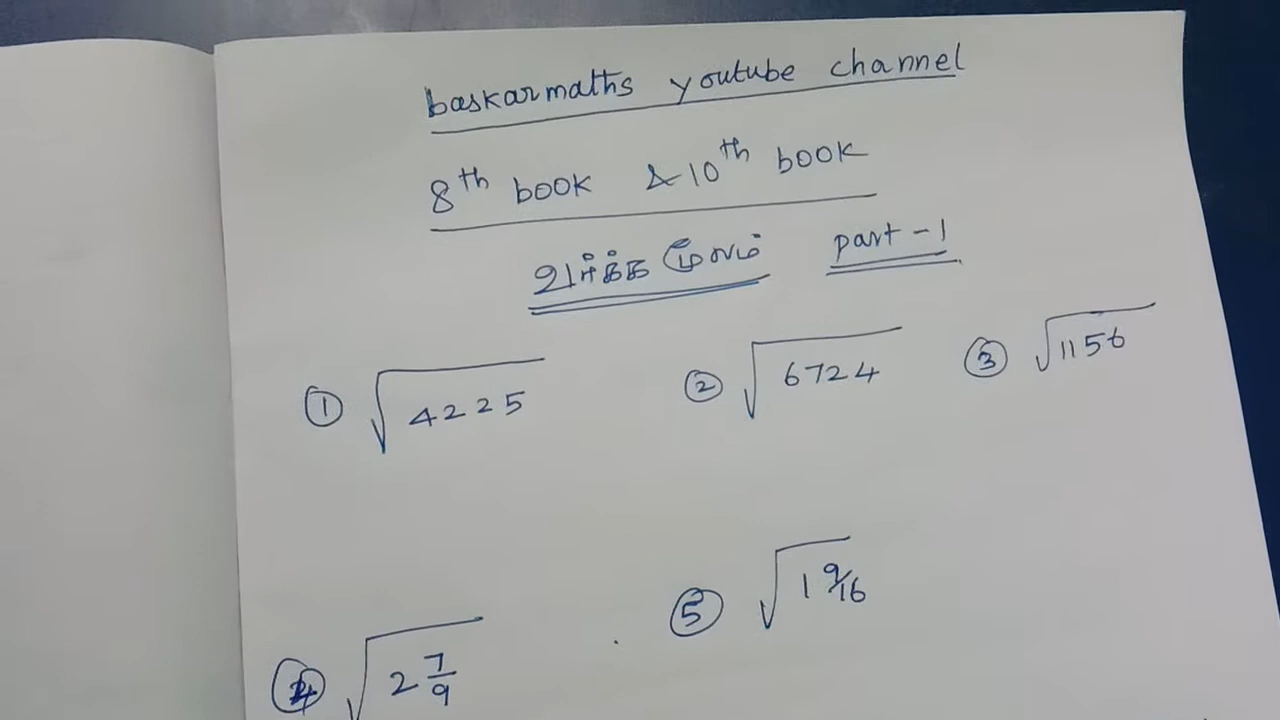 baskarmaths youtube channel
8th book & 10th book
வர்க்க மூலம் part - 1
① √4225 ② √6724 ③ √1156
④ √2 7/9 ⑤ √1 9/16